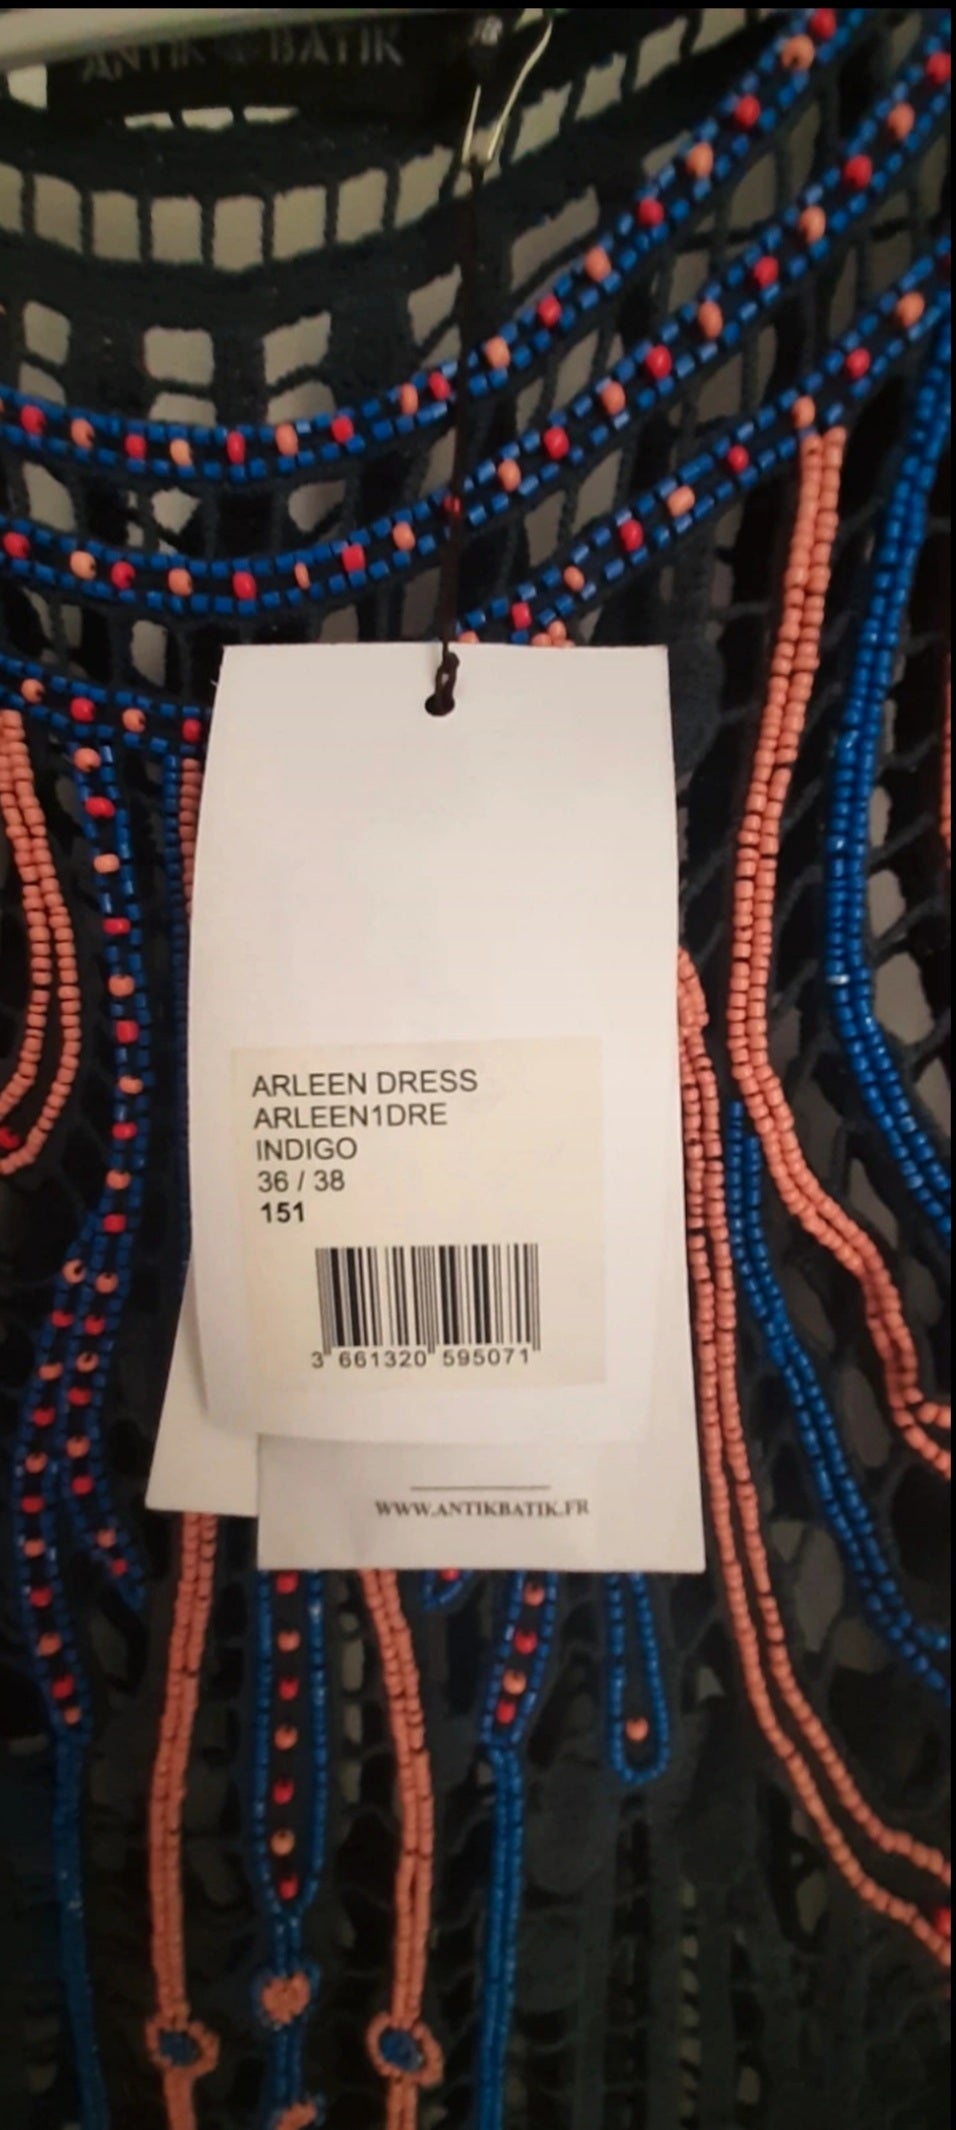 ANTIK BATIK
ARLEEN DRESS
ARLEEN1DRE
INDIGO
36 / 38
151
3 661320 595071
WWW.ANTIKBATIK.FR